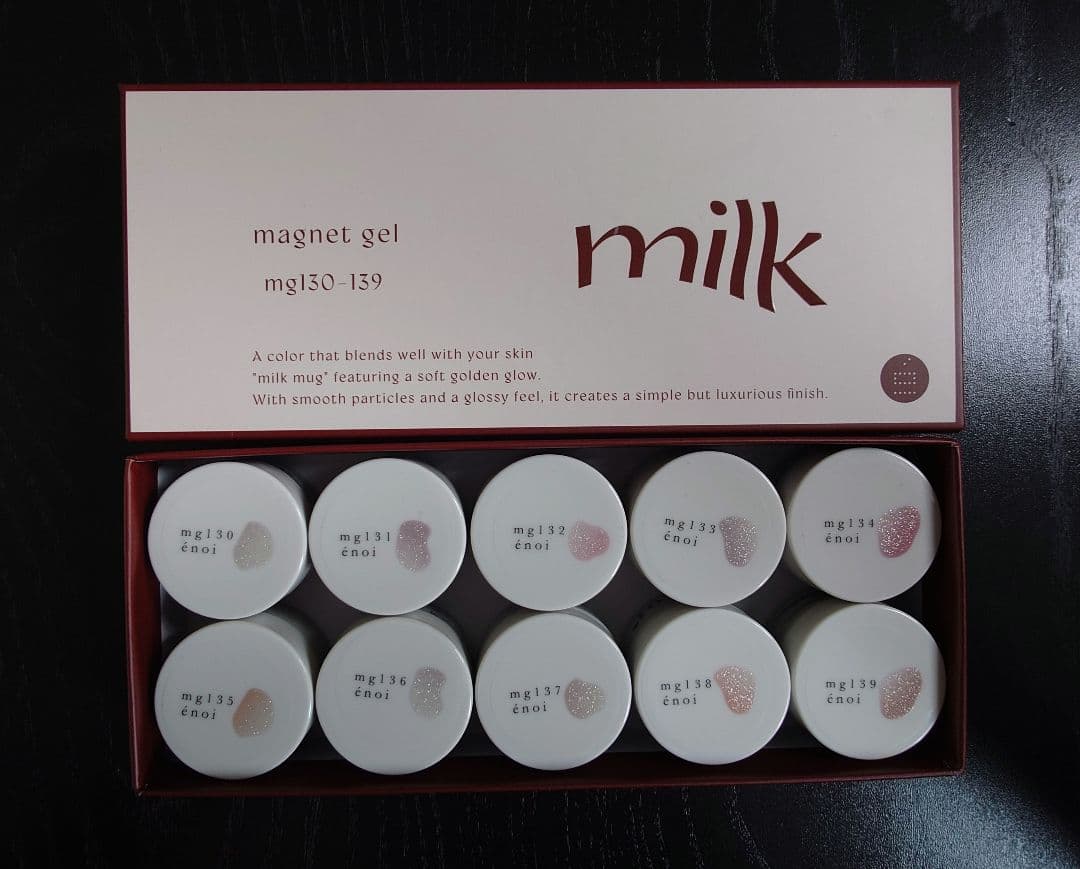 magnet gel
mg130-139
milk
A color that blends well with your skin
"milk mug" featuring a soft golden glow.
With smooth particles and a glossy feel, it creates a simple but luxurious finish.
mg130
énoi
mg131
énoi
mg132
énoi
mg133
énoi
mg134
énoi
mg135
énoi
mg136
énoi
mg137
énoi
mg138
énoi
mg139
énoi